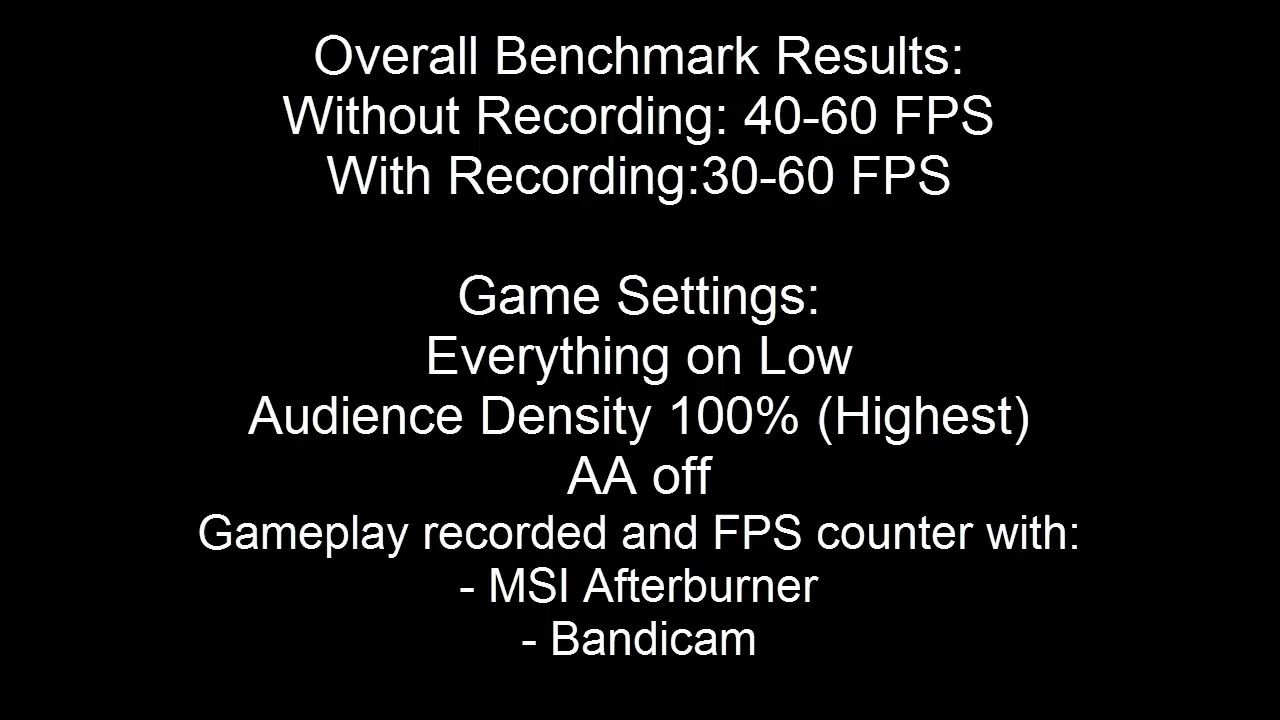 Overall Benchmark Results:
Without Recording: 40-60 FPS
With Recording:30-60 FPS
Game Settings:
Everything on Low
Audience Density 100% (Highest)
AA off
Gameplay recorded and FPS counter with:
- MSI Afterburner
- Bandicam